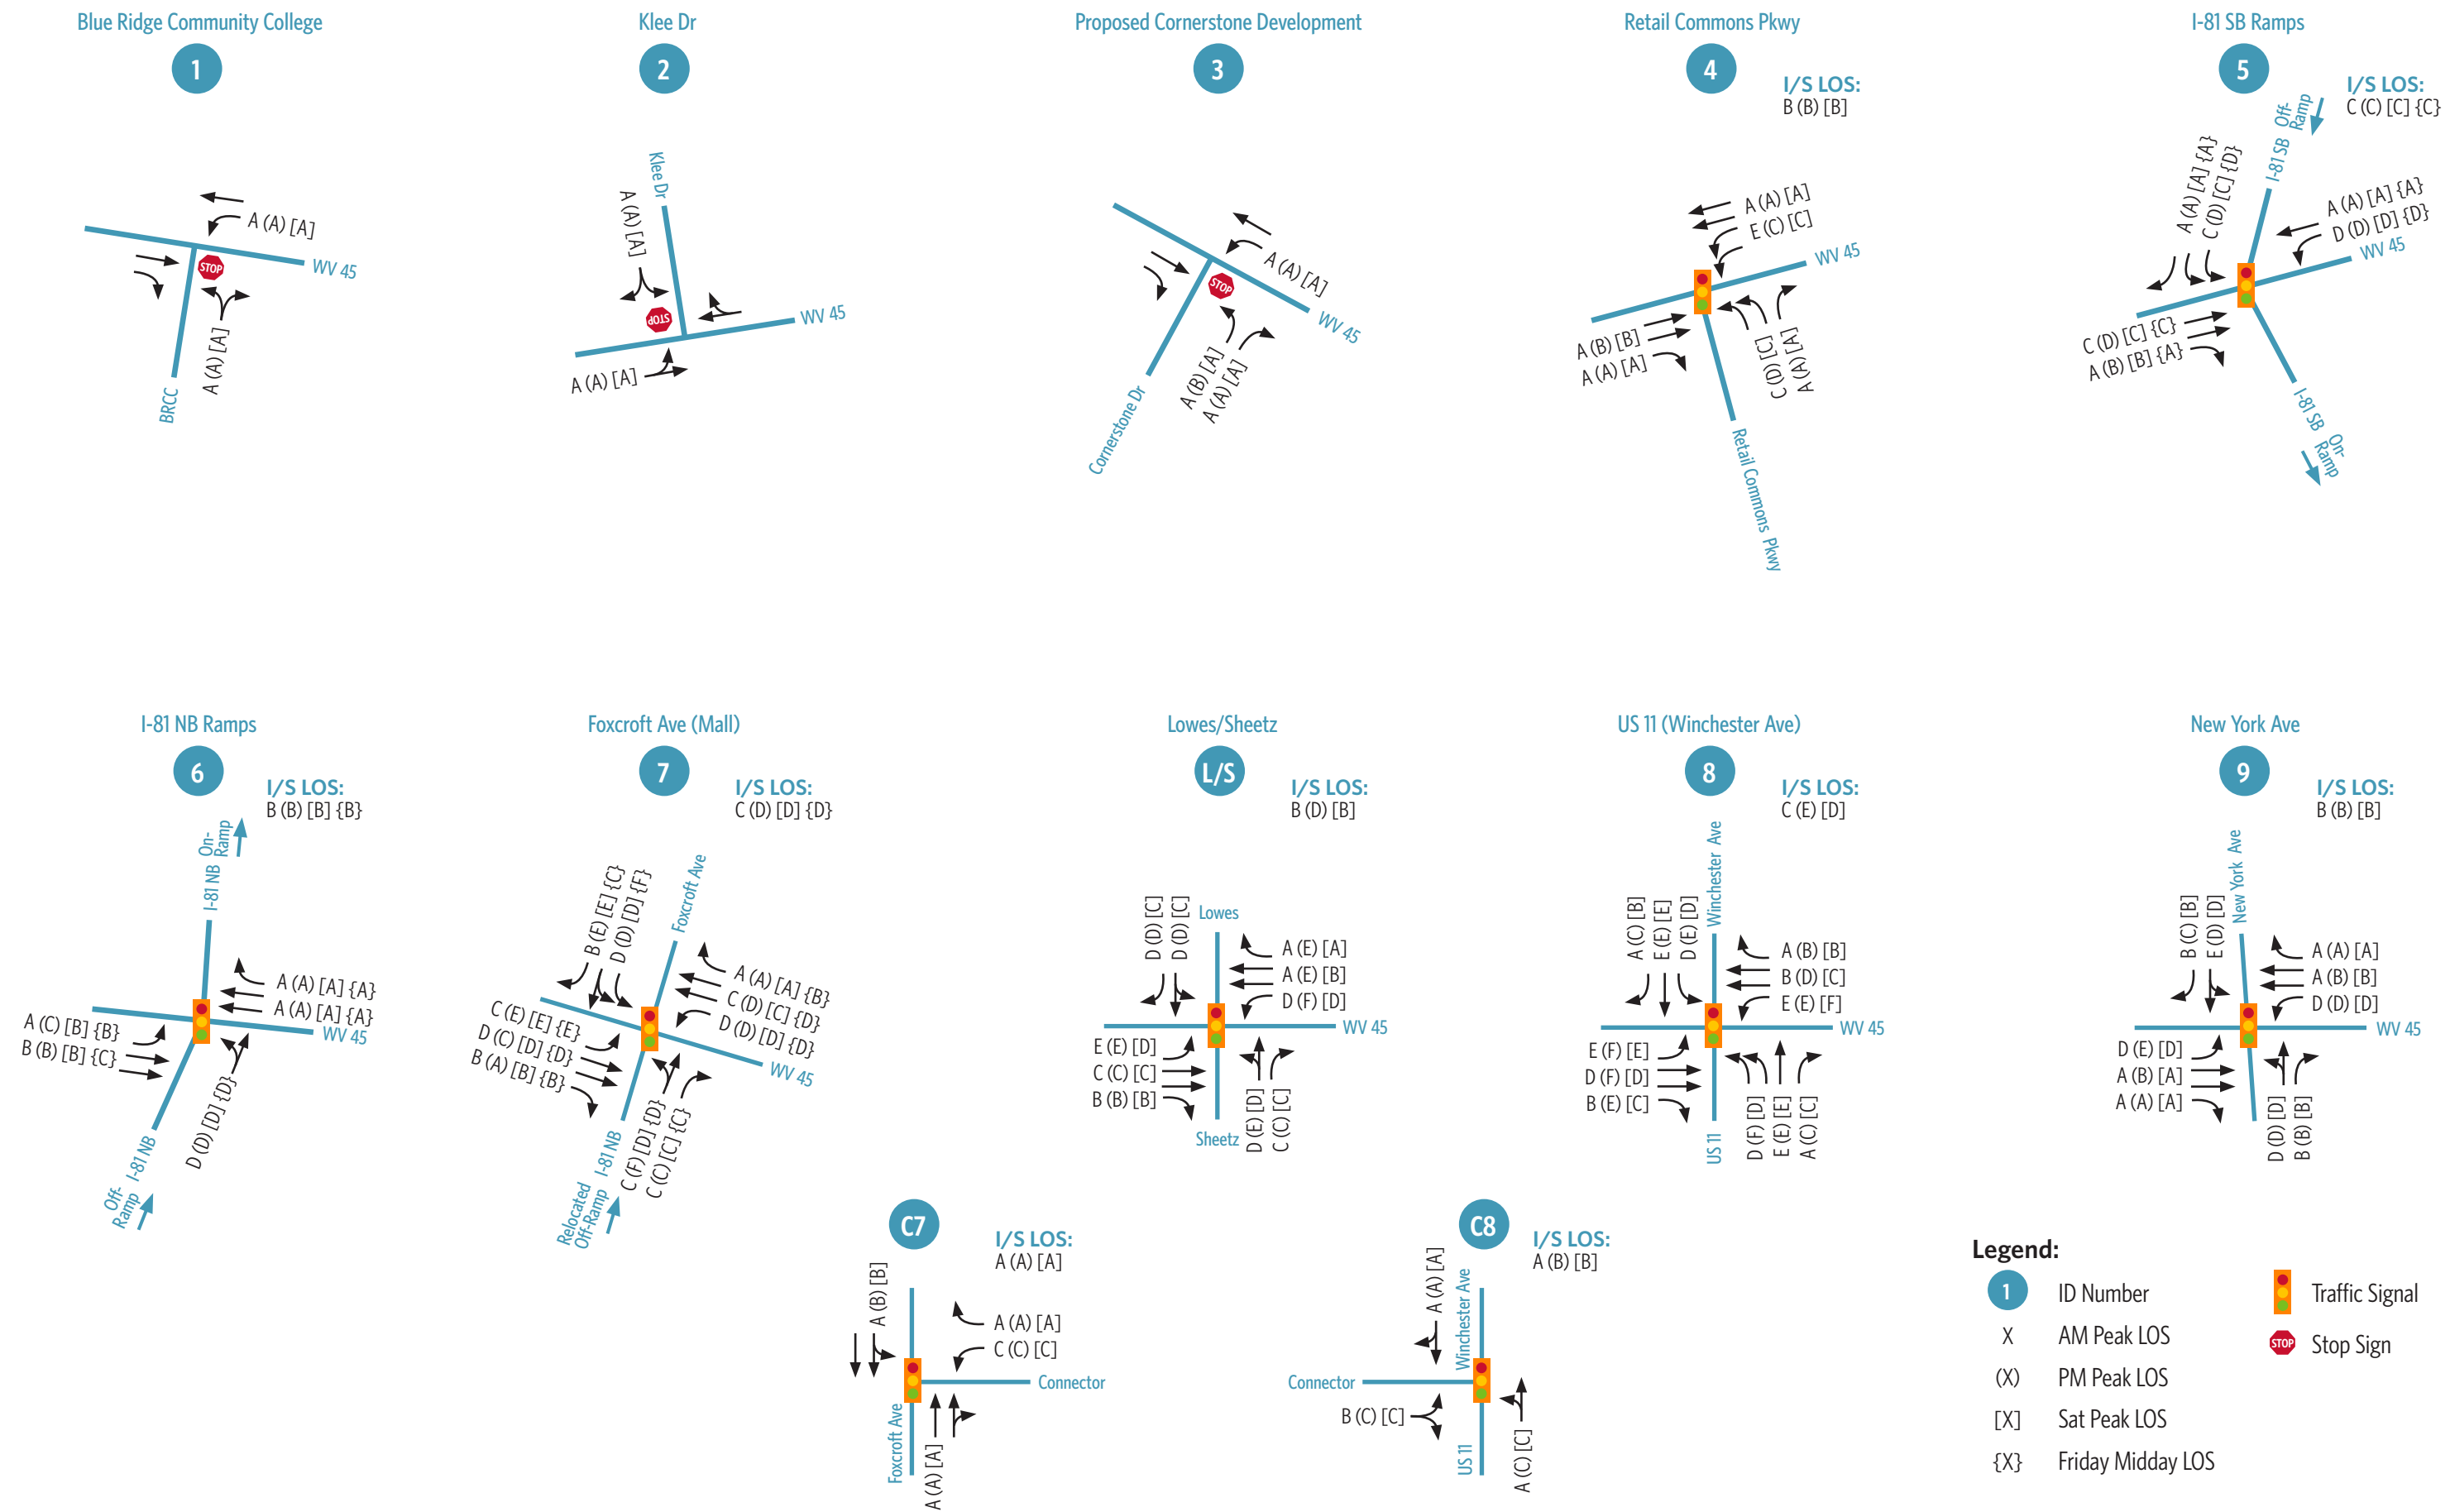 Blue Ridge Community College
1
A (A) [A]
WV 45
STOP
A (A) [A]
BRCC
Klee Dr
2
Klee Dr
A (A) [A]
STOP
WV 45
A (A) [A]
Proposed Cornerstone Development
3
A (A) [A]
STOP
WV 45
A (B) [A]
A (A) [A]
Cornerstone Dr
Retail Commons Pkwy
4
I/S LOS:
B (B) [B]
A (A) [A]
E (C) [C]
WV 45
A (B) [B]
A (A) [A]
C (D) [C]
A (A) [A]
Retail Commons Pkwy
I-81 SB Ramps
5
I/S LOS:
C (C) [C] {C}
I-81 SB Off-
Ramp
A (A) [A] {A}
C (D) [C] {D}
A (A) [A] {A}
D (D) [D] {D}
WV 45
C (D) [C] {C}
A (B) [B] {A}
I-81 SB On-
Ramp
I-81 NB Ramps
6
I/S LOS:
B (B) [B] {B}
I-81 NB On-
Ramp
A (A) [A] {A}
A (A) [A] {A}
WV 45
A (C) [B] {B}
B (B) [B] {C}
D (D) [D] {D}
Off-
Ramp I-81 NB
Foxcroft Ave (Mall)
7
I/S LOS:
C (D) [D] {D}
Foxcroft Ave
B (E) [E] {C}
D (D) [D] {F}
A (A) [A] {B}
C (D) [C] {D}
D (D) [D] {D}
WV 45
C (E) [E] {E}
D (C) [D] {D}
B (A) [B] {B}
C (F) [D] {D}
C (C) [C] {C}
Relocated
Off-Ramp I-81 NB
Lowes/Sheetz
L/S
I/S LOS:
B (D) [B]
D (D) [C]
D (D) [C]
Lowes
A (E) [A]
A (E) [B]
D (F) [D]
WV 45
E (E) [D]
C (C) [C]
B (B) [B]
Sheetz
D (E) [D]
C (C) [C]
US 11 (Winchester Ave)
8
I/S LOS:
C (E) [D]
A (C) [B]
E (E) [E]
D (E) [D]
Winchester Ave
A (B) [B]
B (D) [C]
E (E) [F]
WV 45
E (F) [E]
D (F) [D]
B (E) [C]
US 11
D (F) [D]
E (E) [E]
A (C) [C]
New York Ave
9
I/S LOS:
B (B) [B]
B (C) [B]
E (D) [D]
New York Ave
A (A) [A]
A (B) [B]
D (D) [D]
WV 45
D (E) [D]
A (B) [A]
A (A) [A]
D (D) [D]
B (B) [B]
C7
I/S LOS:
A (A) [A]
A (B) [B]
A (A) [A]
C (C) [C]
Connector
Foxcroft Ave
A (A) [A]
C8
I/S LOS:
A (B) [B]
A (A) [A]
Winchester Ave
Connector
B (C) [C]
US 11
A (C) [C]
Legend:
1 ID Number
X AM Peak LOS
(X) PM Peak LOS
[X] Sat Peak LOS
{X} Friday Midday LOS
Traffic Signal
STOP Stop Sign